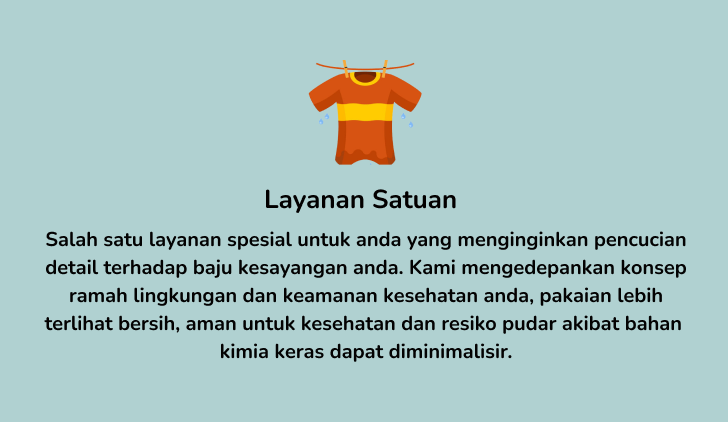 Layanan Satuan
Salah satu layanan spesial untuk anda yang menginginkan pencucian
detail terhadap baju kesayangan anda. Kami mengedepankan konsep
ramah lingkungan dan keamanan kesehatan anda, pakaian lebih
terlihat bersih, aman untuk kesehatan dan resiko pudar akibat bahan
kimia keras dapat diminimalisir.